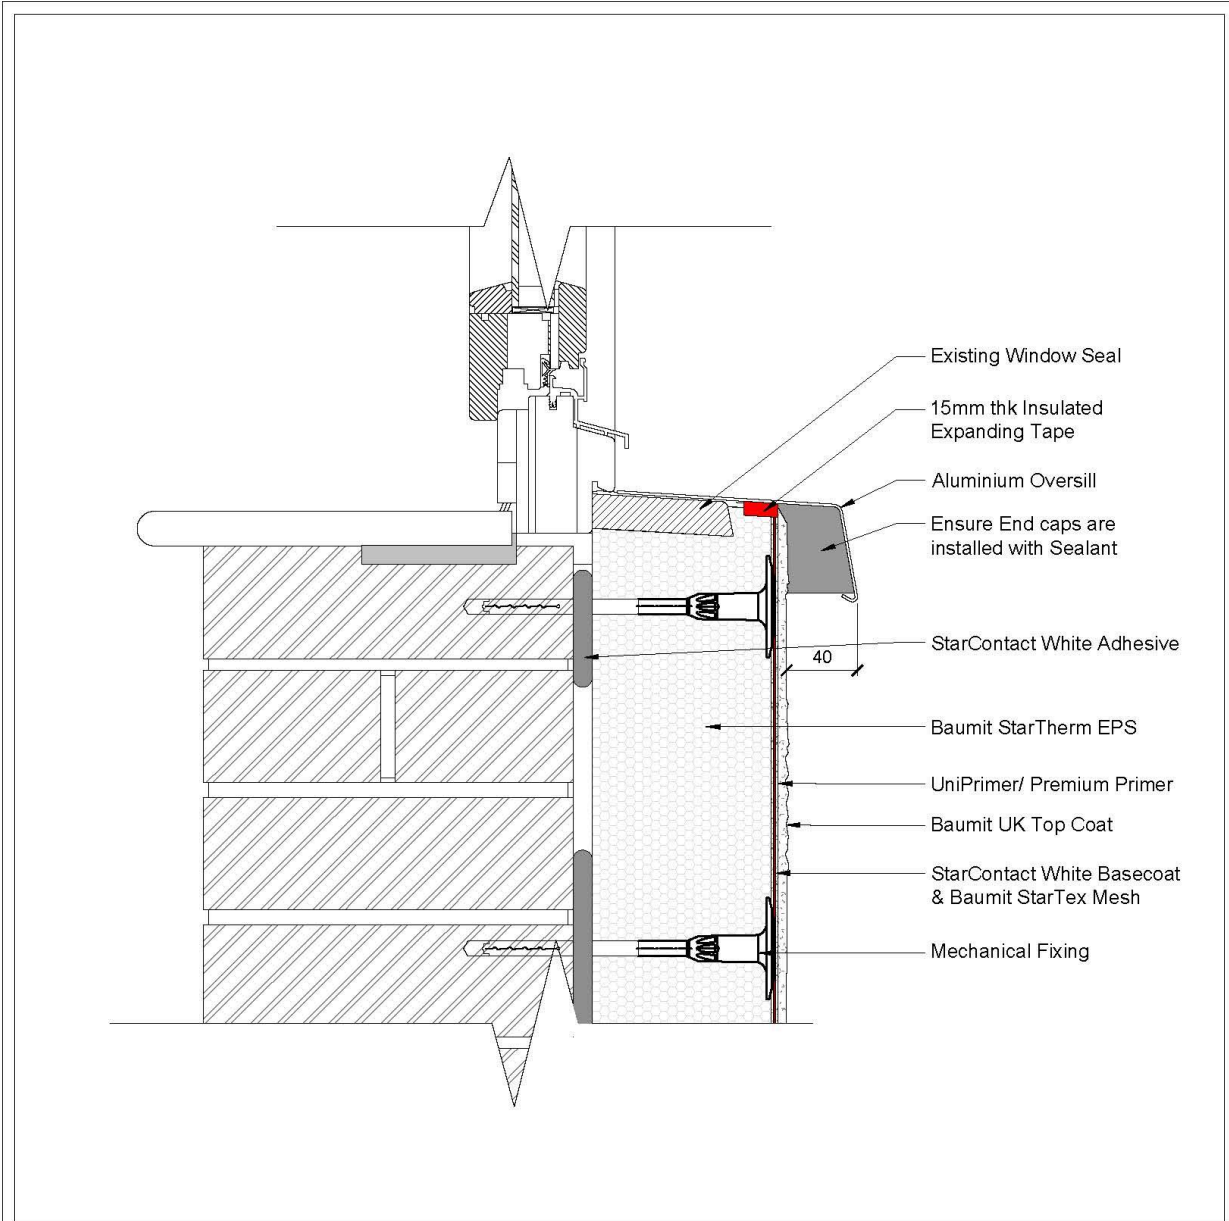 Existing Window Seal
15mm thk Insulated
Expanding Tape
Aluminium Oversill
Ensure End caps are
installed with Sealant
StarContact White Adhesive
40
Baumit StarTherm EPS
UniPrimer/ Premium Primer
Baumit UK Top Coat
StarContact White Basecoat
& Baumit StarTex Mesh
Mechanical Fixing